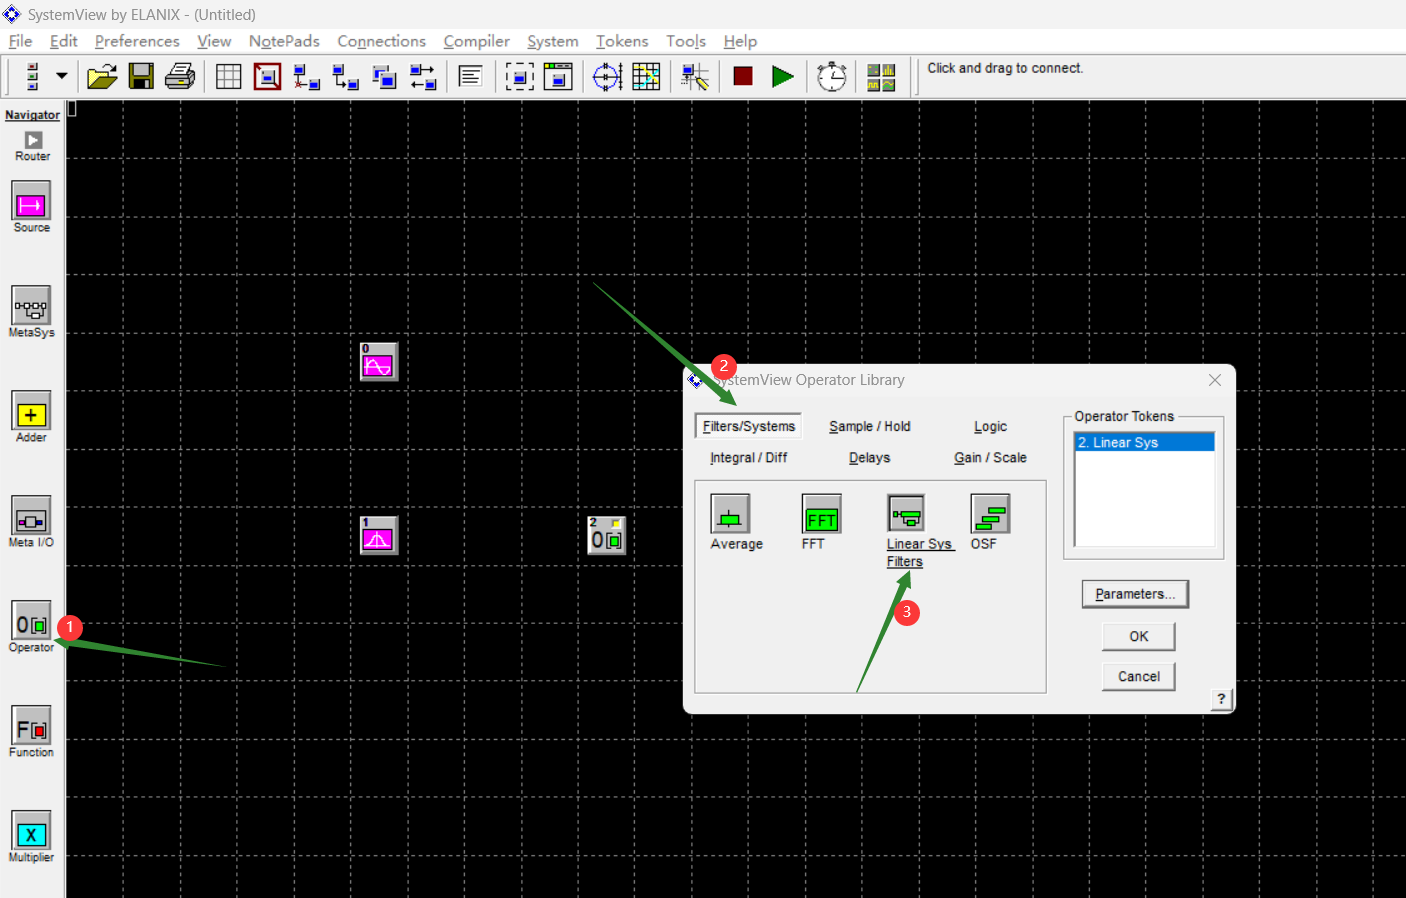 SystemView by ELANIX - (Untitled)
File Edit Preferences View NotePads Connections Compiler System Tokens Tools Help
Click and drag to connect.
Navigator
Router
Source
MetaSys
Adder
Meta I/O
Operator
Function
Multiplier
0
1
2
0
1
2
3
SystemView Operator Library
Filters/Systems Sample / Hold Logic
Integral / Diff Delays Gain / Scale
Average
FFT
FFT
Linear Sys
Filters
OSF
Operator Tokens
2. Linear Sys
Parameters...
OK
Cancel
?
+
O
F
X